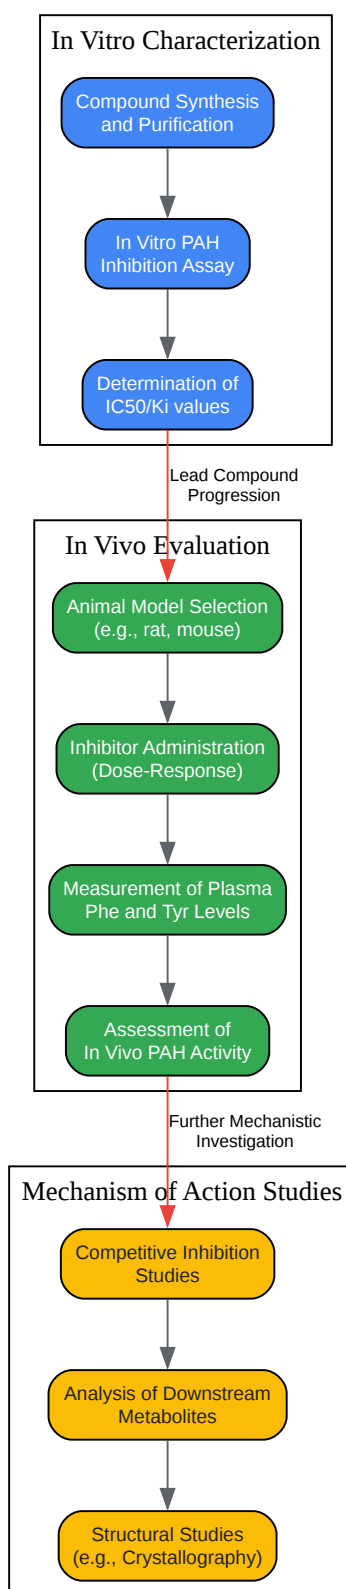 In Vitro Characterization
Compound Synthesis
and Purification
In Vitro PAH
Inhibition Assay
Determination of
IC50/Ki values
Lead Compound
Progression
In Vivo Evaluation
Animal Model Selection
(e.g., rat, mouse)
Inhibitor Administration
(Dose-Response)
Measurement of Plasma
Phe and Tyr Levels
Assessment of
In Vivo PAH Activity
Further Mechanistic
Investigation
Mechanism of Action Studies
Competitive Inhibition
Studies
Analysis of Downstream
Metabolites
Structural Studies
(e.g., Crystallography)